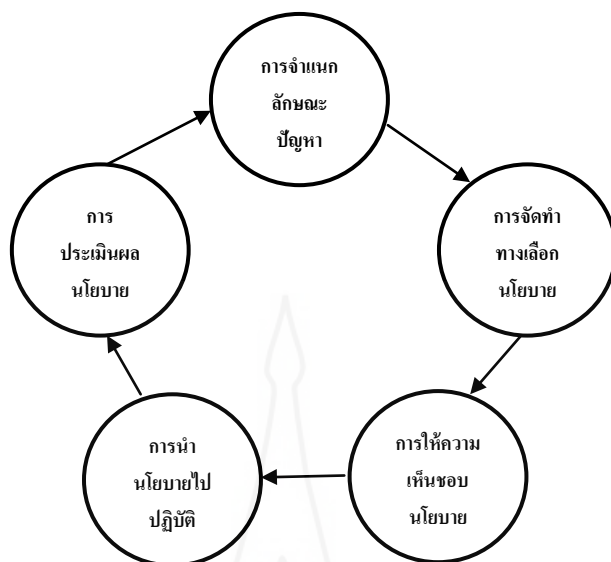 การจำแนก
ลักษณะ
ปัญหา
การจัดทำ
ทางเลือก
นโยบาย
การให้ความ
เห็นชอบ
นโยบาย
การนำ
นโยบายไป
ปฏิบัติ
การ
ประเมินผล
นโยบาย